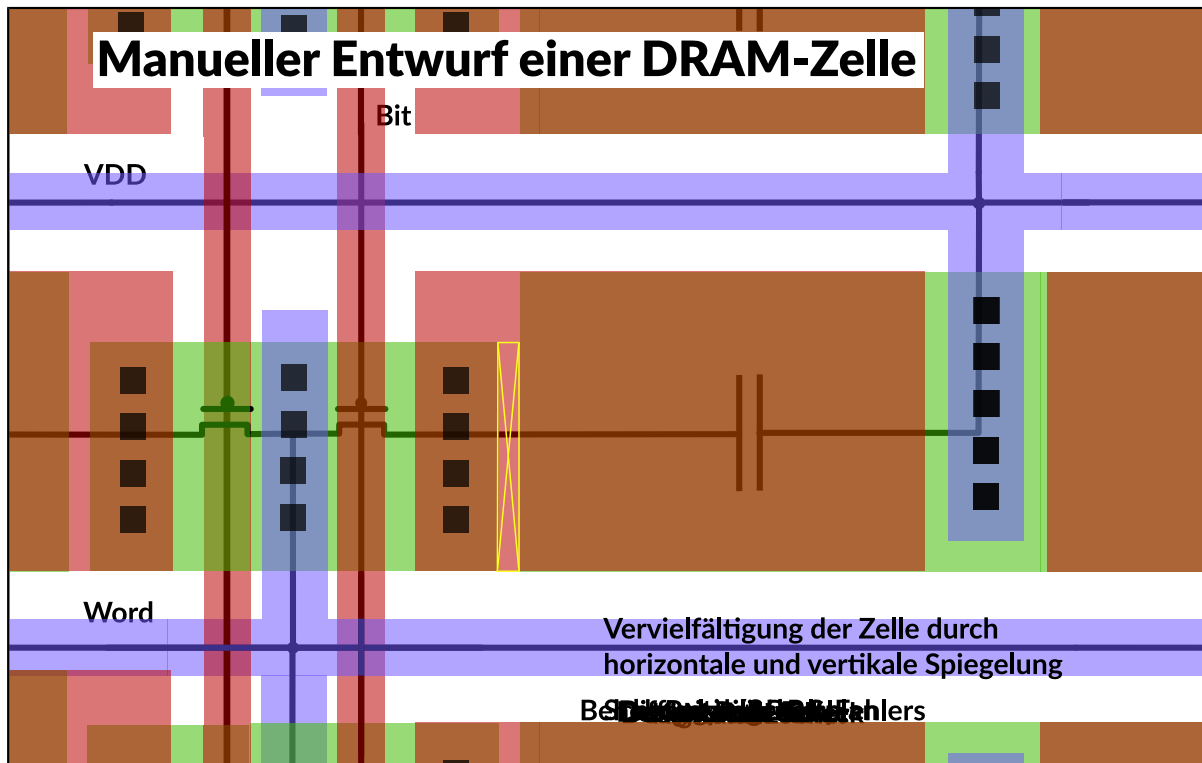 Manueller Entwurf einer DRAM-Zelle
Bit
VDD
Word
Vervielfältigung der Zelle durch
horizontale und vertikale Spiegelung